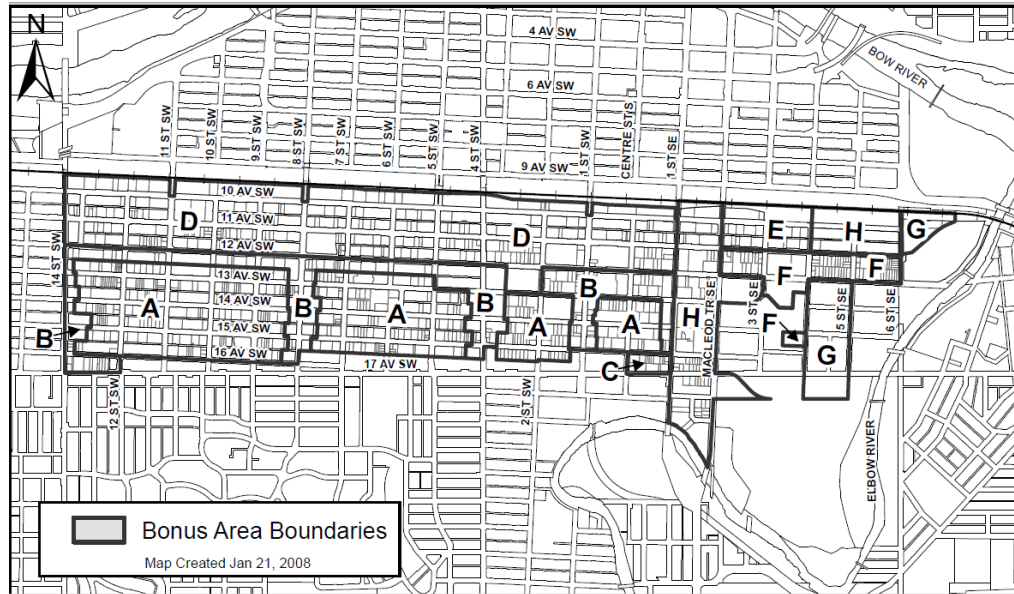 N
4 AV SW
BOW RIVER
6 AV SW
11 ST SW
10 ST SW
9 ST SW
8 ST SW
7 ST SW
6 ST SW
5 ST SW
4 ST SW
1 ST SW
CENTRE ST S
1 ST SE
9 AV SW
10 AV SW
D
11 AV SW
12 AV SW
D
E
H
G
14 ST SW
13 AV SW
B
F
F
A
14 AV SW
B
A
B
A
A
H
MACLEOD TR SE
3 ST SE
F
5 ST SE
6 ST SE
B
15 AV SW
16 AV SW
17 AV SW
C
G
12 ST SW
2 ST SW
ELBOW RIVER
Bonus Area Boundaries
Map Created Jan 21, 2008